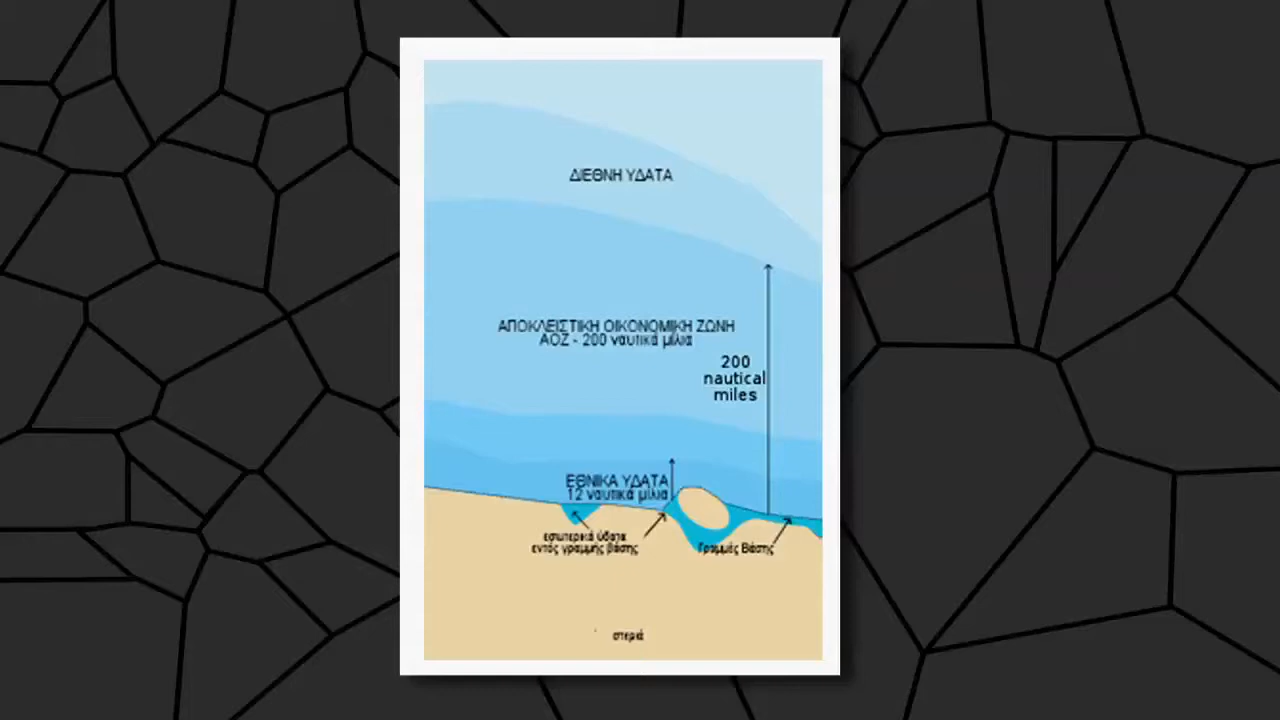 ΔΙΕΘΝΗ ΥΔΑΤΑ
ΑΠΟΚΛΕΙΣΤΙΚΗ ΟΙΚΟΝΟΜΙΚΗ ΖΩΝΗ
ΑΟΖ - 200 ναυτικά μίλια
200
nautical
miles
ΕΘΝΙΚΑ ΥΔΑΤΑ
12 ναυτικά μίλια
εσωτερικά ύδατα
εντός γραμμής βάσης
Γραμμές Βάσης
στεριά